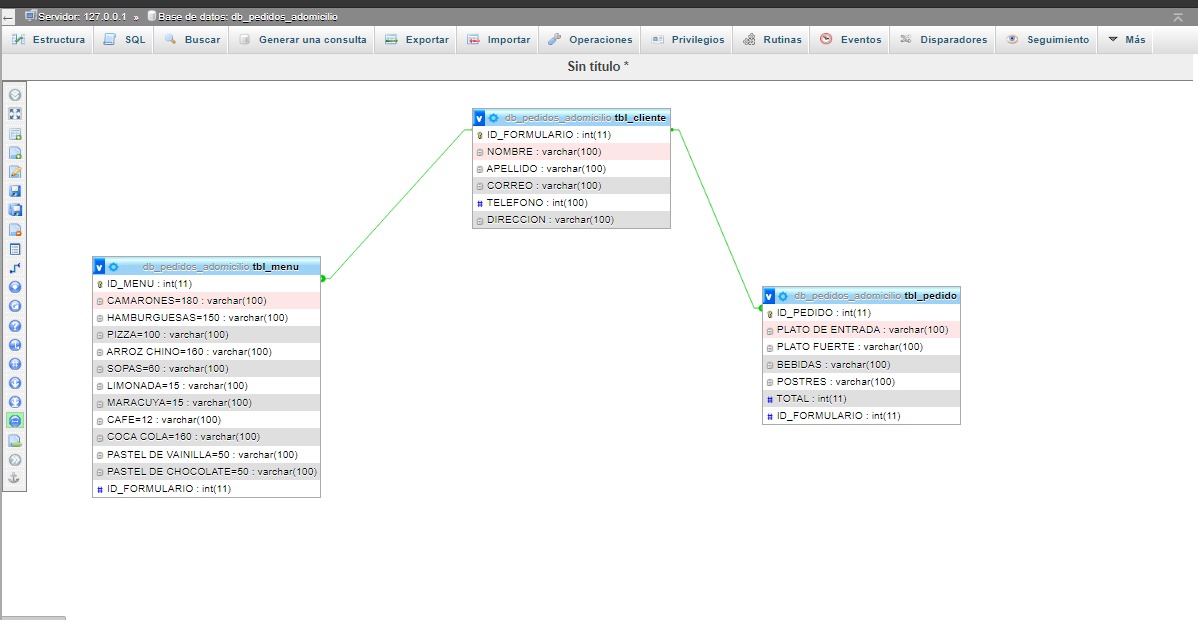 Servidor: 127.0.0.1 » Base de datos: db_pedidos_adomicilio
Estructura SQL Buscar Generar una consulta Exportar Importar Operaciones Privilegios Rutinas Eventos Disparadores Seguimiento Más
Sin título *
v db_pedidos_adomicilio tbl_cliente
ID_FORMULARIO : int(11)
NOMBRE : varchar(100)
APELLIDO : varchar(100)
CORREO : varchar(100)
# TELEFONO : int(100)
DIRECCION : varchar(100)
v db_pedidos_adomicilio tbl_menu
ID_MENU : int(11)
CAMARONES=180 : varchar(100)
HAMBURGUESAS=150 : varchar(100)
PIZZA=100 : varchar(100)
ARROZ CHINO=160 : varchar(100)
SOPAS=60 : varchar(100)
LIMONADA=15 : varchar(100)
MARACUYA=15 : varchar(100)
CAFE=12 : varchar(100)
COCA COLA=160 : varchar(100)
PASTEL DE VAINILLA=50 : varchar(100)
PASTEL DE CHOCOLATE=50 : varchar(100)
# ID_FORMULARIO : int(11)
v db_pedidos_adomicilio tbl_pedido
ID_PEDIDO : int(11)
PLATO DE ENTRADA : varchar(100)
PLATO FUERTE : varchar(100)
BEBIDAS : varchar(100)
POSTRES : varchar(100)
# TOTAL : int(11)
# ID_FORMULARIO : int(11)